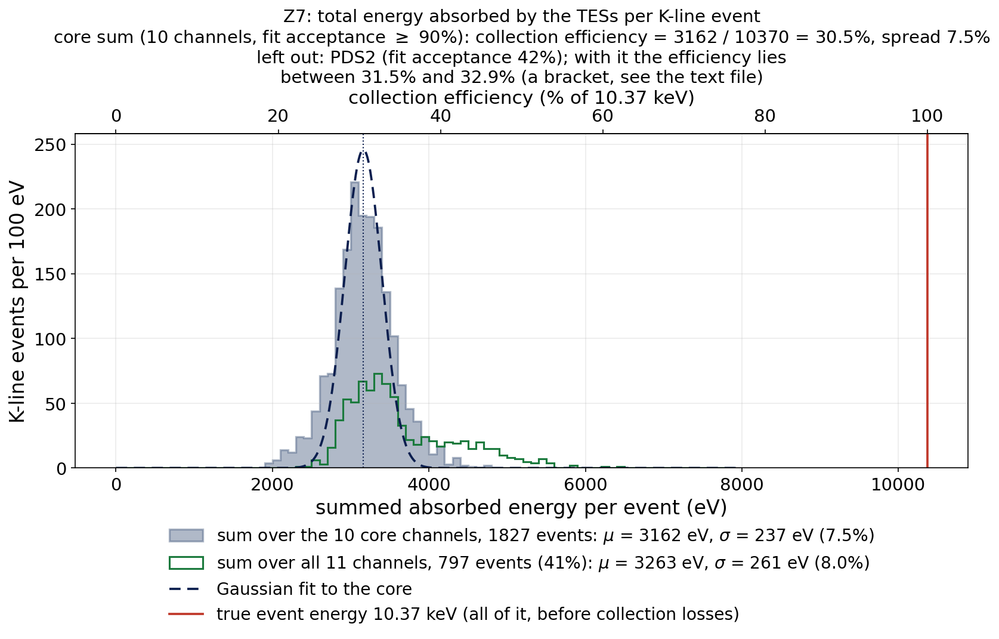 Z7: total energy absorbed by the TESs per K-line event
core sum (10 channels, fit acceptance ≥ 90%): collection efficiency = 3162 / 10370 = 30.5%, spread 7.5%
left out: PDS2 (fit acceptance 42%); with it the efficiency lies
between 31.5% and 32.9% (a bracket, see the text file)
collection efficiency (% of 10.37 keV)
0 20 40 60 80 100
K-line events per 100 eV
250
200
150
100
50
0
0 2000 4000 6000 8000 10000
summed absorbed energy per event (eV)
sum over the 10 core channels, 1827 events: μ = 3162 eV, σ = 237 eV (7.5%)
sum over all 11 channels, 797 events (41%): μ = 3263 eV, σ = 261 eV (8.0%)
Gaussian fit to the core
true event energy 10.37 keV (all of it, before collection losses)